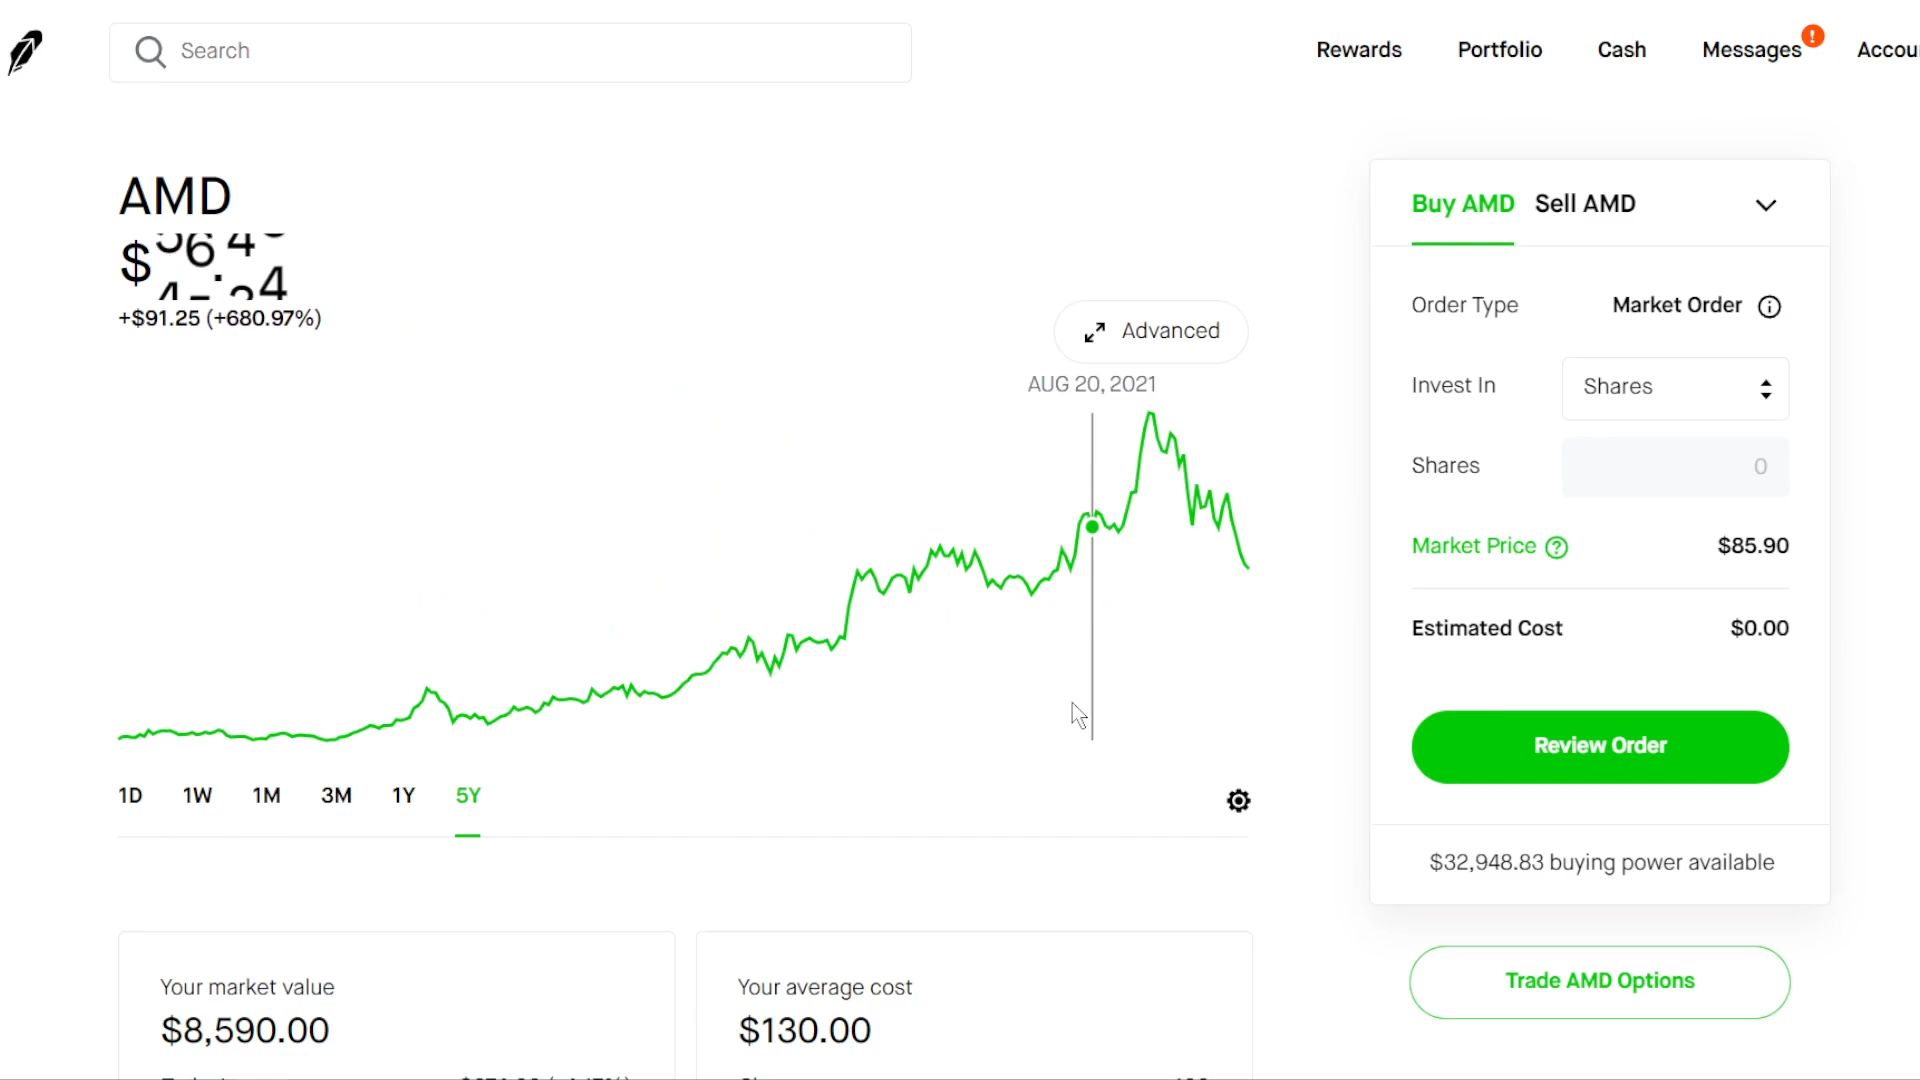 Search
Rewards Portfolio Cash Messages ! Accou
AMD
$
+$91.25 (+680.97%)
Advanced
AUG 20, 2021
1D 1W 1M 3M 1Y 5Y
Your market value
$8,590.00
Your average cost
$130.00
Buy AMD Sell AMD
Order Type Market Order
Invest In Shares
Shares 0
Market Price ? $85.90
Estimated Cost $0.00
Review Order
$32,948.83 buying power available
Trade AMD Options